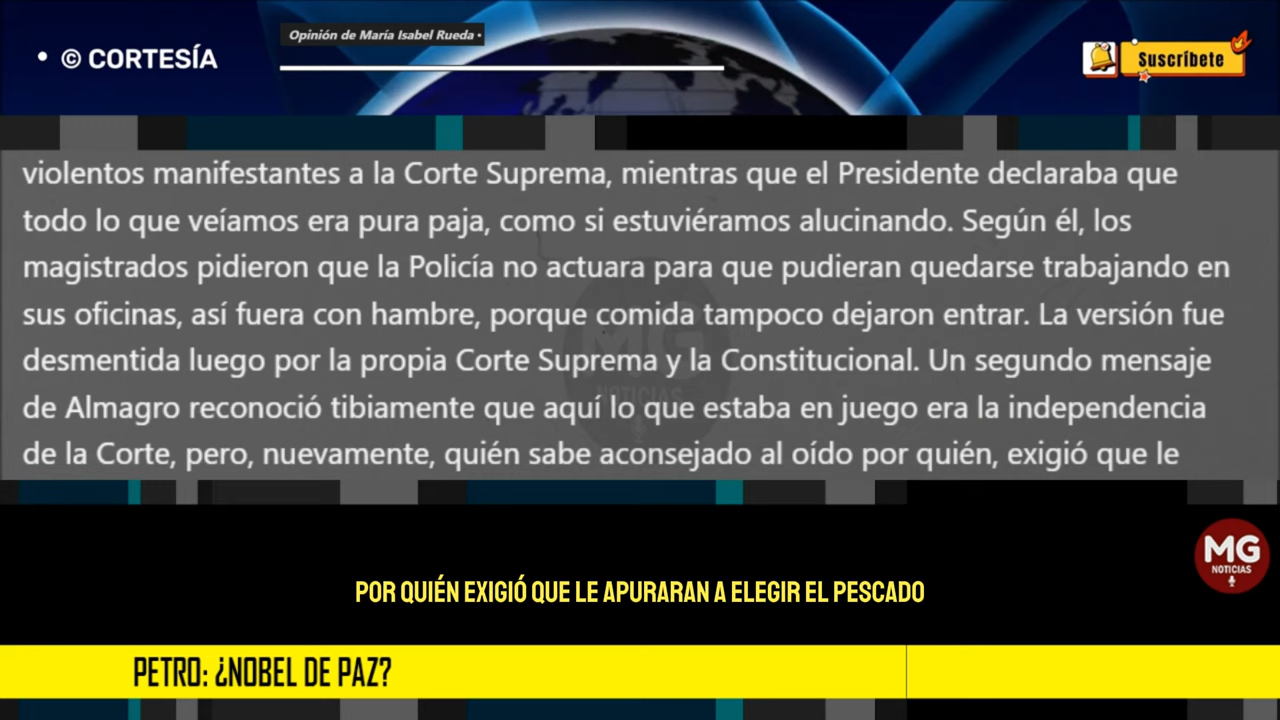 Opinión de María Isabel Rueda •
• © CORTESÍA
Suscríbete
violentos manifestantes a la Corte Suprema, mientras que el Presidente declaraba que
todo lo que veíamos era pura paja, como si estuviéramos alucinando. Según él, los
magistrados pidieron que la Policía no actuara para que pudieran quedarse trabajando en
sus oficinas, así fuera con hambre, porque comida tampoco dejaron entrar. La versión fue
desmentida luego por la propia Corte Suprema y la Constitucional. Un segundo mensaje
de Almagro reconoció tibiamente que aquí lo que estaba en juego era la independencia
de la Corte, pero, nuevamente, quién sabe aconsejado al oído por quién, exigió que le
MG
NOTICIAS
MG
NOTICIAS
POR QUIÉN EXIGIÓ QUE LE APURARAN A ELEGIR EL PESCADO
PETRO: ¿NOBEL DE PAZ?